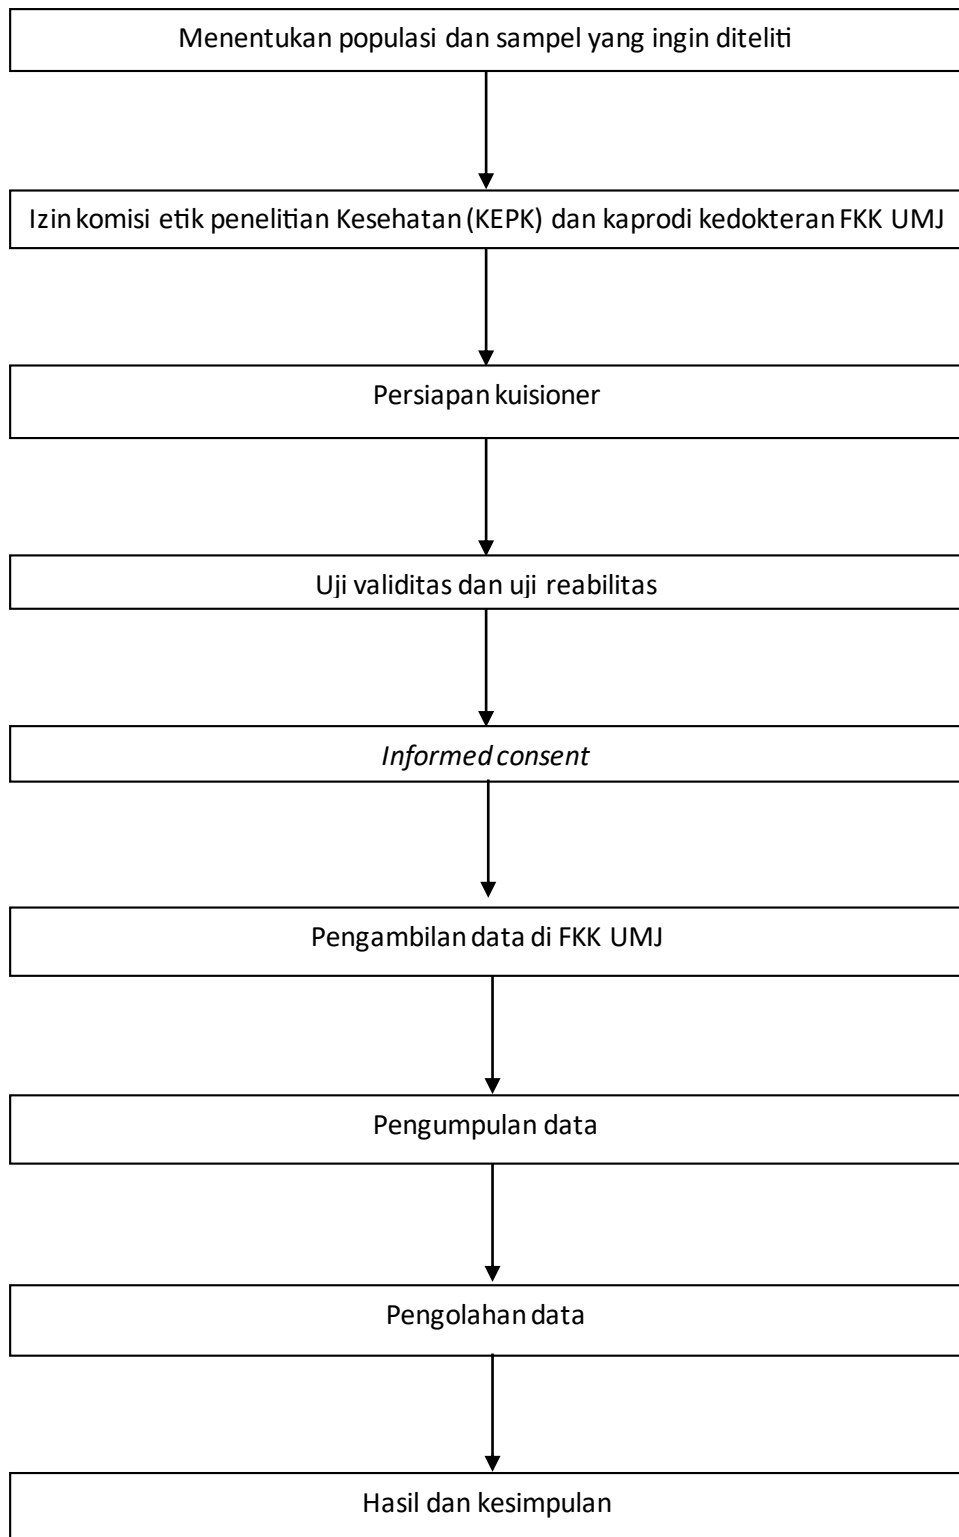 Menentukan populasi dan sampel yang ingin diteliti
Izin komisi etik penelitian Kesehatan (KEPK) dan kaprodi kedokteran FKK UMJ
Persiapan kuisioner
Uji validitas dan uji reabilitas
Informed consent
Pengambilan data di FKK UMJ
Pengumpulan data
Pengolahan data
Hasil dan kesimpulan